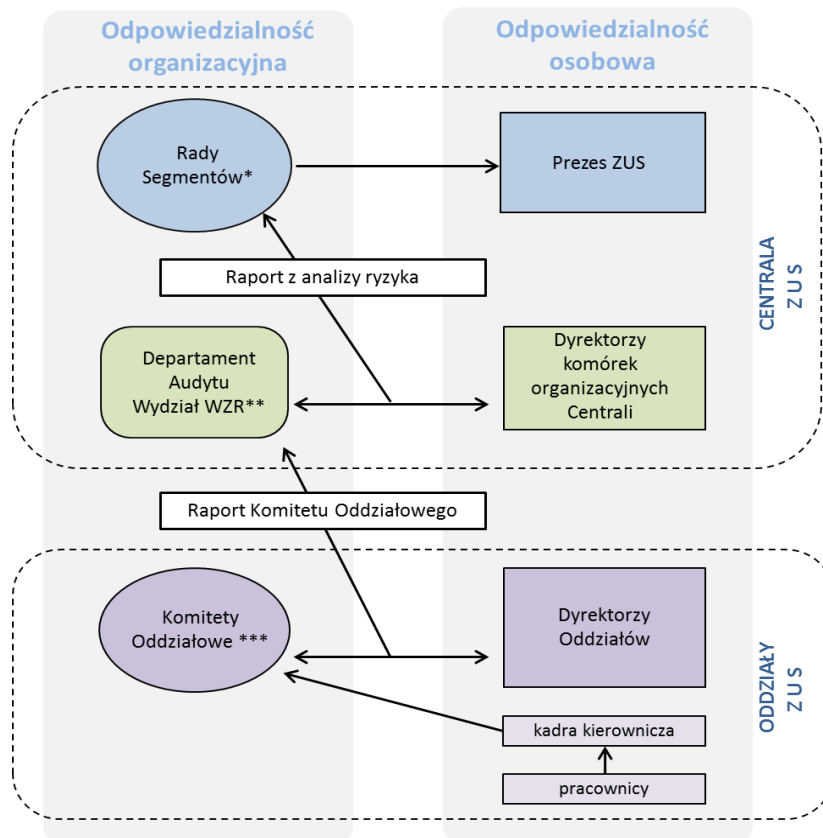 Odpowiedzialność
organizacyjna
Odpowiedzialność
osobowa
Rady
Segmentów*
Prezes ZUS
Raport z analizy ryzyka
CENTRALA
Z U S
Departament
Audytu
Wydział WZR**
Dyrektorzy
komórek
organizacyjnych
Centrali
Raport Komitetu Oddziałowego
Komitety
Oddziałowe ***
Dyrektorzy
Oddziałów
ODDZIAŁY
Z U S
kadra kierownicza
pracownicy